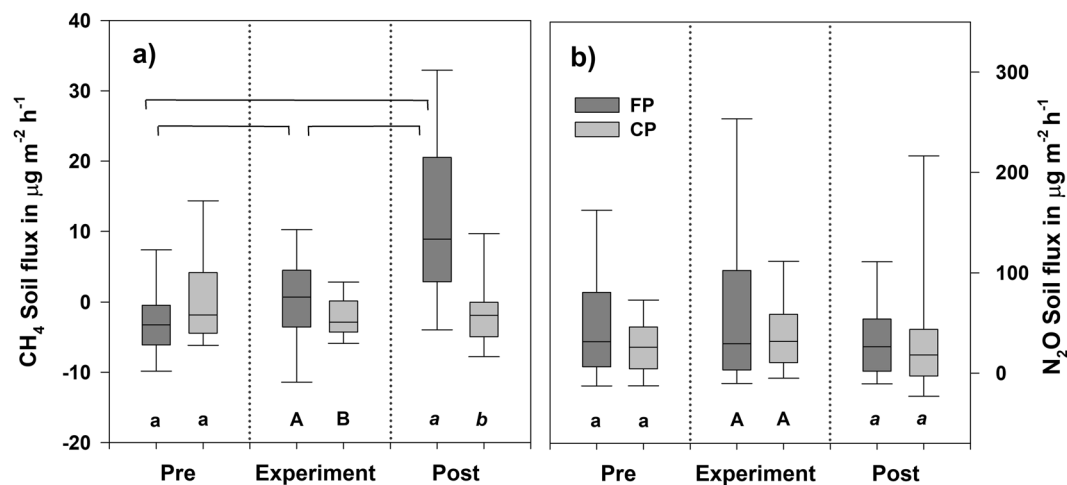 a)
b)
CH4 Soil flux in μg m-2 h-1
40
30
20
10
0
-10
-20
a a A B a b
Pre Experiment Post
FP
CP
300
200
100
0
N2O Soil flux in μg m-2 h-1
a a A A a a
Pre Experiment Post